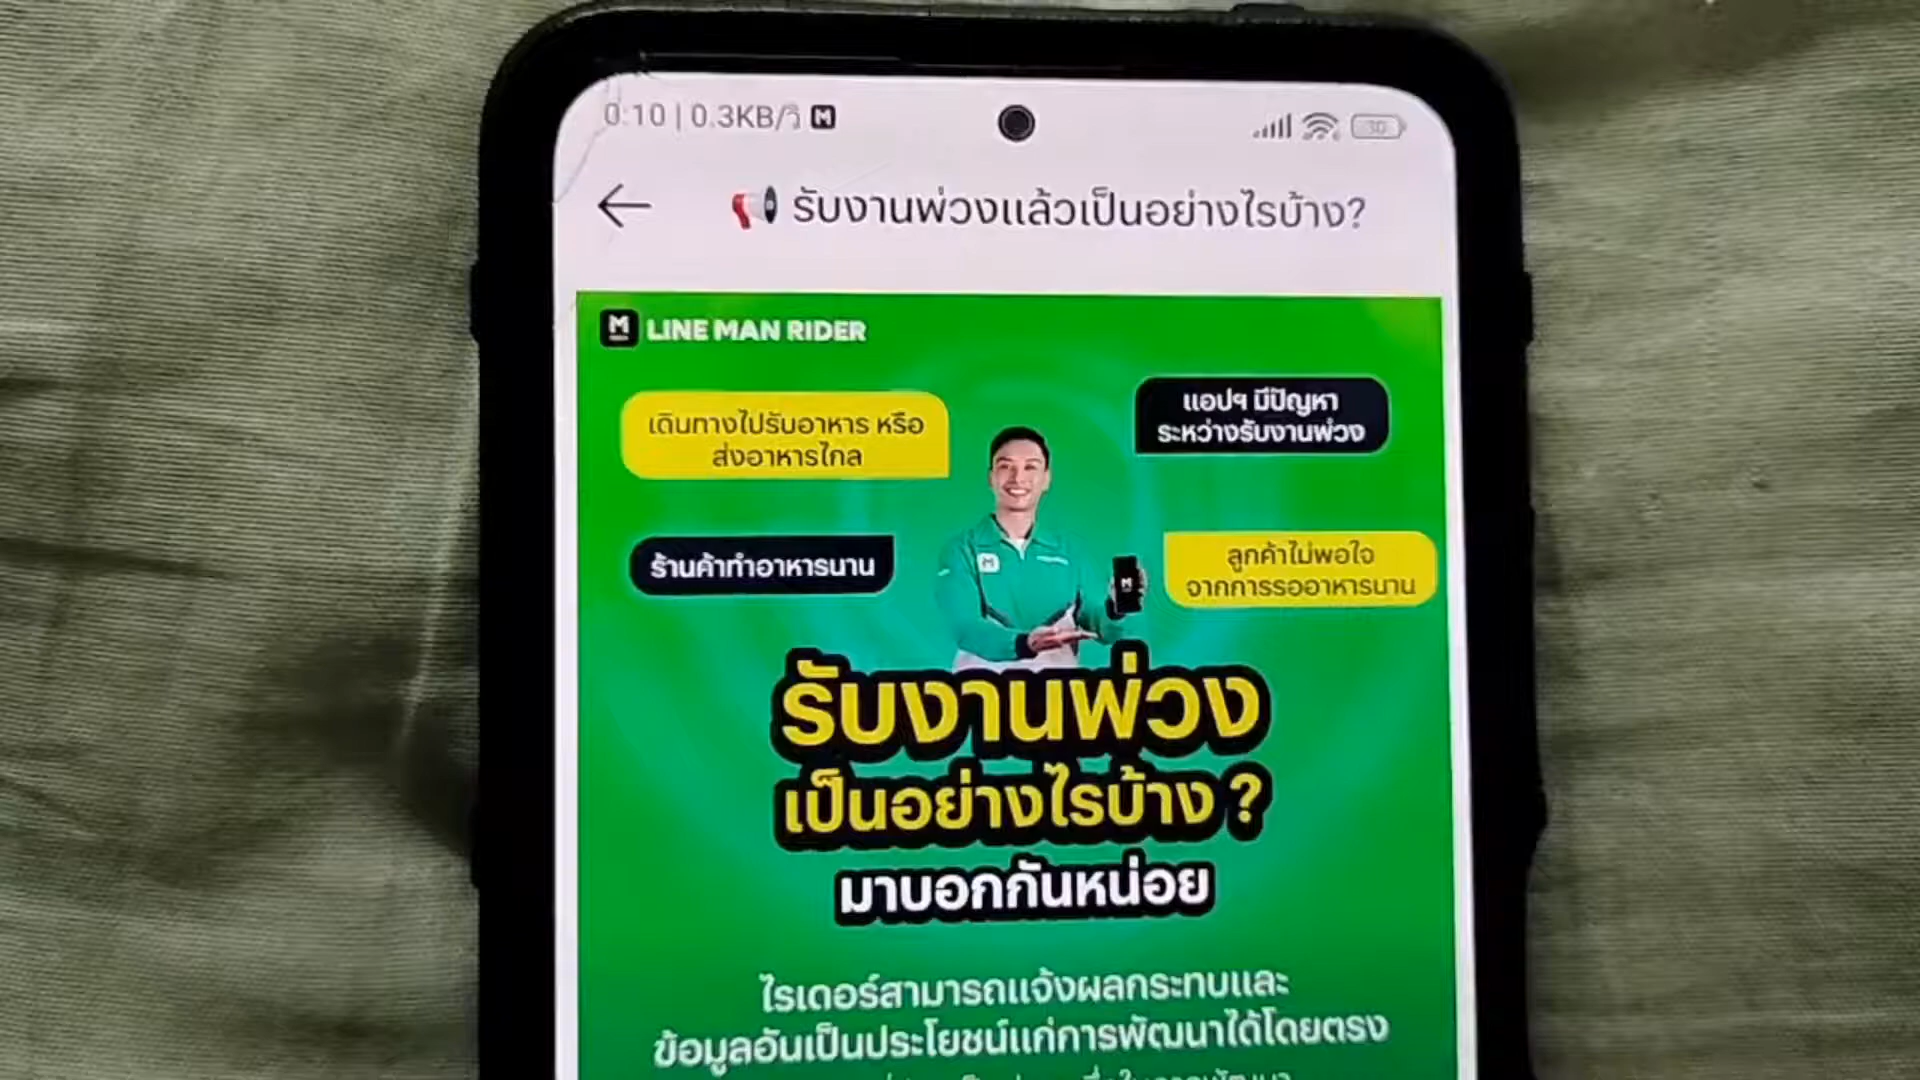 0:10 | 0.3KB/วิ M
30
รับงานพ่วงแล้วเป็นอย่างไรบ้าง?
M LINE MAN RIDER
เดินทางไปรับอาหาร หรือ
ส่งอาหารไกล
แอปฯ มีปัญหา
ระหว่างรับงานพ่วง
ร้านค้าทำอาหารนาน
ลูกค้าไม่พอใจ
จากการรออาหารนาน
รับงานพ่วง
เป็นอย่างไรบ้าง ?
มาบอกกันหน่อย
ไรเดอร์สามารถแจ้งผลกระทบและ
ข้อมูลอันเป็นประโยชน์แก่การพัฒนาได้โดยตรง